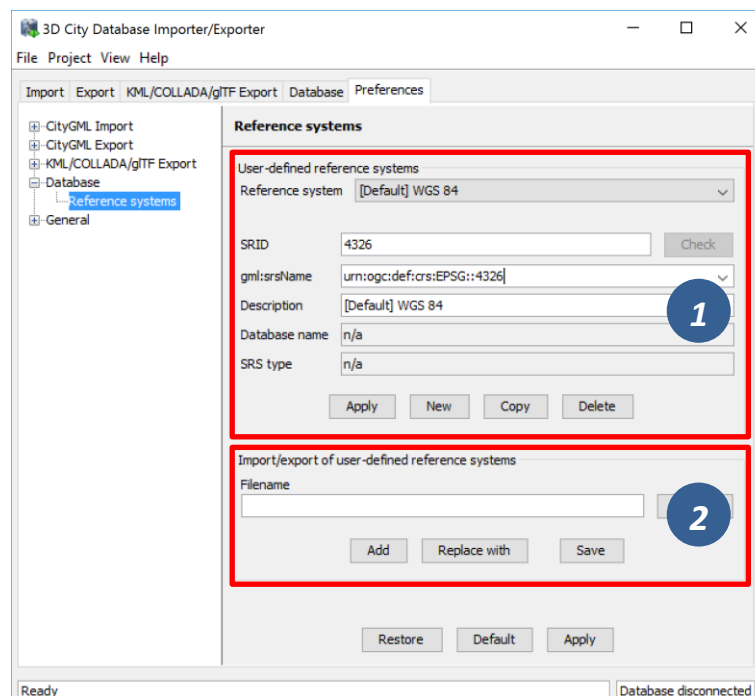 3D City Database Importer/Exporter
File Project View Help
Import Export KML/COLLADA/glTF Export Database Preferences
CityGML Import
CityGML Export
KML/COLLADA/glTF Export
Database
Reference systems
General
Reference systems
User-defined reference systems
Reference system [Default] WGS 84
SRID 4326 Check
gml:srsName urn:ogc:def:crs:EPSG::4326
Description [Default] WGS 84
1
Database name n/a
SRS type n/a
Apply New Copy Delete
Import/export of user-defined reference systems
Filename
2
Add Replace with Save
Restore Default Apply
Ready Database disconnected